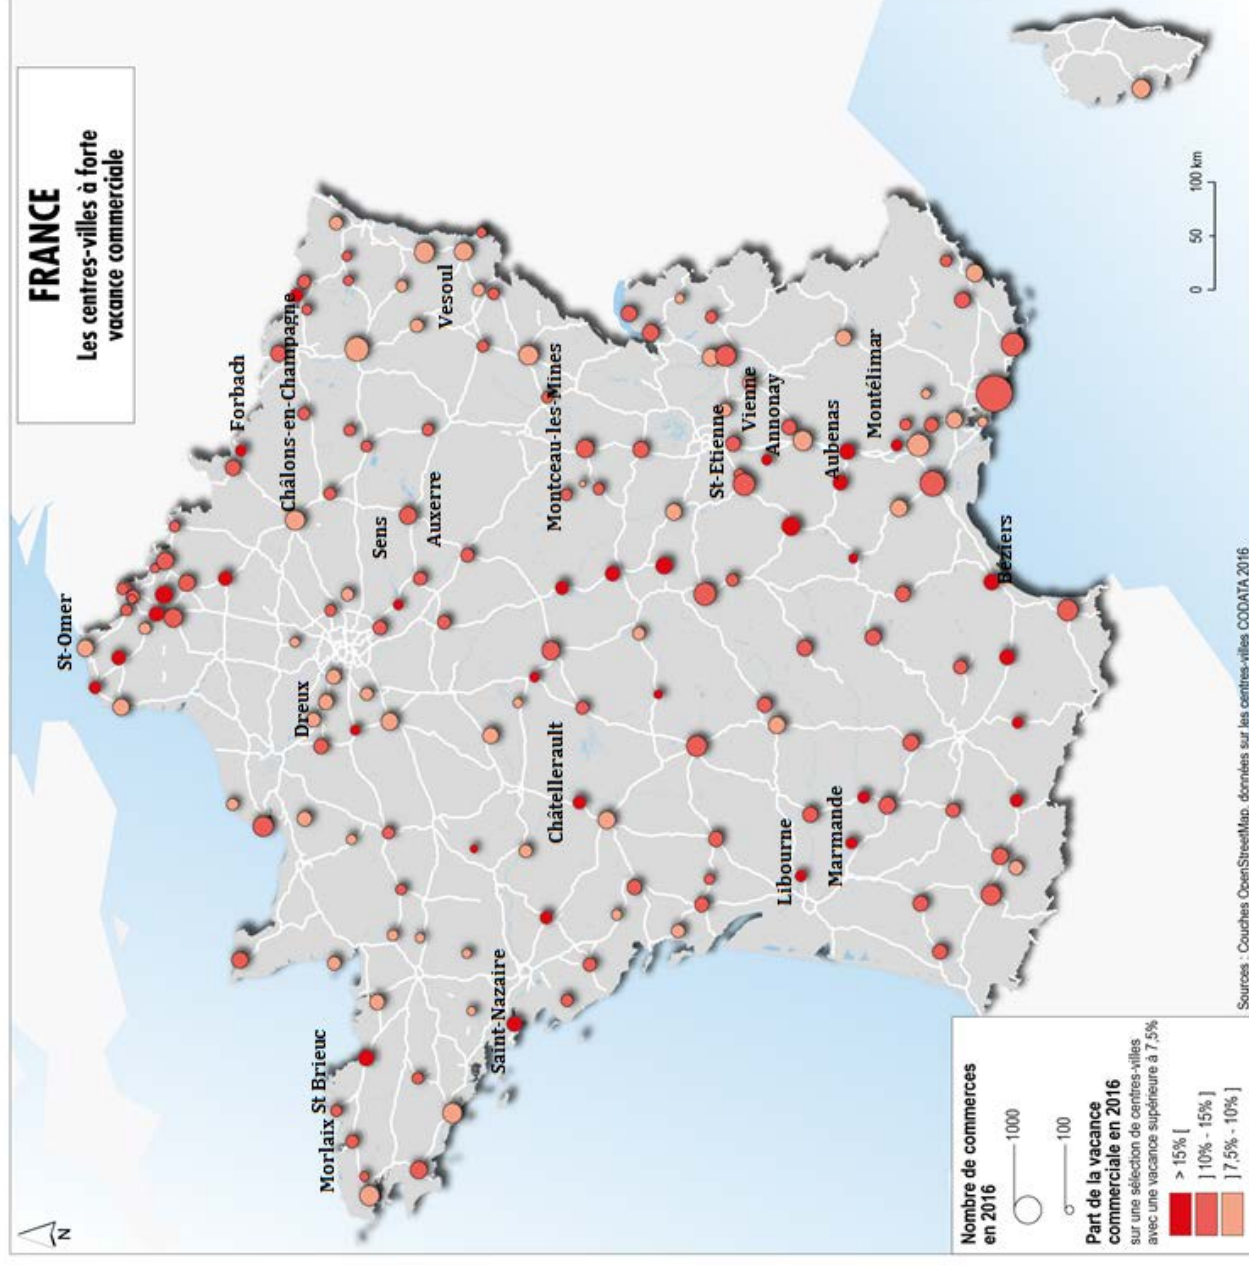 FRANCE
Les centres-villes à forte
vacance commerciale
St-Omer
Forbach
Châlons-en-Champagne
Vesoul
Dreux
Sens
Auxerre
Morlaix
St Brieuc
Saint-Nazaire
Châtellerault
Montceau-les-Mines
St-Etienne
Vienne
Annonay
Aubenas
Montélimar
Libourne
Marmande
Béziers
N
0 50 100 km
Nombre de commerces
en 2016
1000
100
Part de la vacance
commerciale en 2016
sur une sélection de centres-villes
avec une vacance supérieure à 7,5%
> 15% [
] 10% - 15% ]
] 7,5% - 10% ]
Sources : Couches OpenStreetMap, données sur les centres-villes CODATA 2016